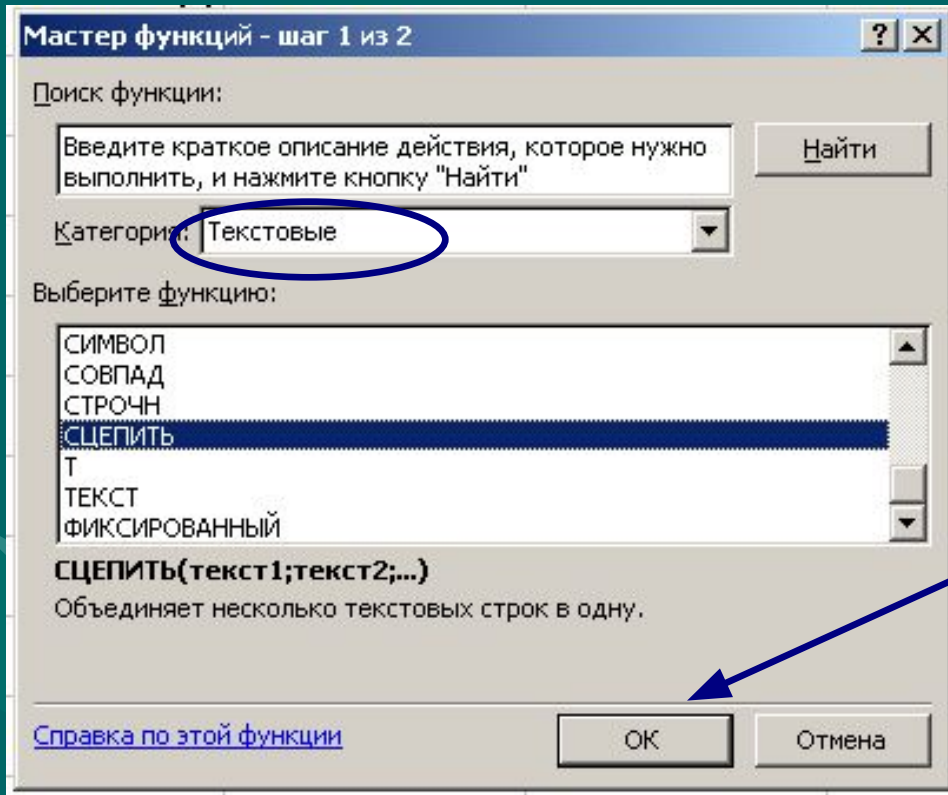 Мастер функций - шаг 1 из 2
Поиск функции:
Введите краткое описание действия, которое нужно
выполнить, и нажмите кнопку "Найти"
Найти
Категория: Текстовые
Выберите функцию:
СИМВОЛ
СОВПАД
СТРОЧН
СЦЕПИТЬ
Т
ТЕКСТ
ФИКСИРОВАННЫЙ
СЦЕПИТЬ(текст1;текст2;...)
Объединяет несколько текстовых строк в одну.
Справка по этой функции
ОК
Отмена